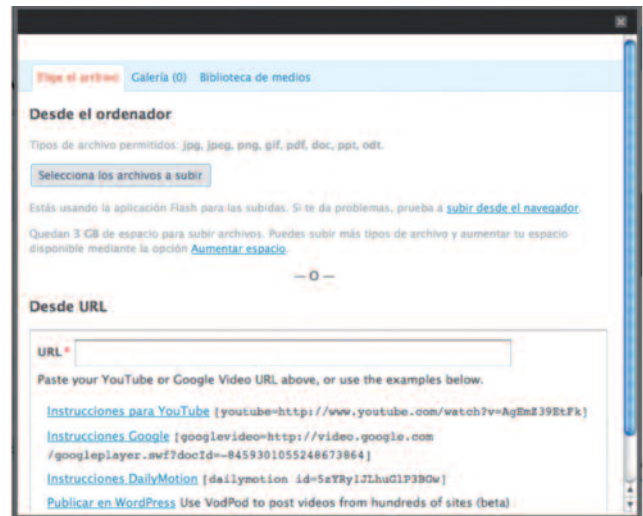 Elige el archivo Galería (0) Biblioteca de medios
Desde el ordenador
Tipos de archivo permitidos: jpg, jpeg, png, gif, pdf, doc, ppt, odt.
Selecciona los archivos a subir
Estás usando la aplicación Flash para las subidas. Si te da problemas, prueba a subir desde el navegador.
Quedan 3 GB de espacio para subir archivos. Puedes subir más tipos de archivo y aumentar tu espacio
disponible mediante la opción Aumentar espacio.
— O —
Desde URL
URL *
Paste your YouTube or Google Video URL above, or use the examples below.
Instrucciones para YouTube [youtube=http://www.youtube.com/watch?v=AgEmZ39EtFk]
Instrucciones Google [googlevideo=http://video.google.com
/googleplayer.swf?docId=-8459301055248673864]
Instrucciones DailyMotion [dailymotion id=5zYRy1JLhuGlP3BGw]
Publicar en WordPress Use VodPod to post videos from hundreds of sites (beta)